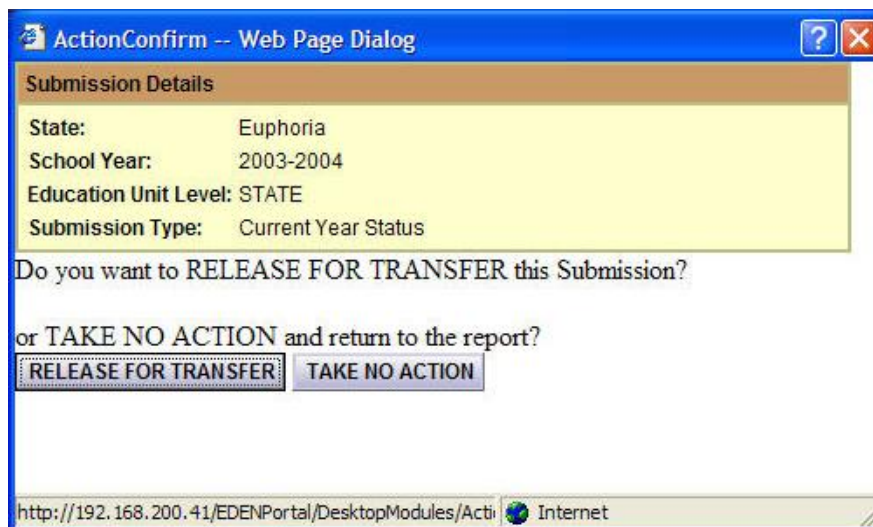 ActionConfirm -- Web Page Dialog
Submission Details
State: Euphoria
School Year: 2003-2004
Education Unit Level: STATE
Submission Type: Current Year Status
Do you want to RELEASE FOR TRANSFER this Submission?
or TAKE NO ACTION and return to the report?
RELEASE FOR TRANSFER TAKE NO ACTION
http://192.168.200.41/EDENPortal/DesktopModules/Acti Internet